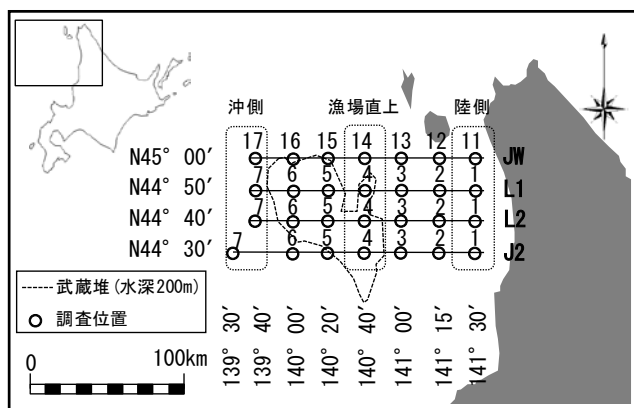 沖側 漁場直上 陸側
17 16 15 14 13 12 11
N45° 00′ JW
7 6 5 4 3 2 1
N44° 50′ L1
7 6 5 4 3 2 1
N44° 40′ L2
7 6 5 4 3 2 1
N44° 30′ J2
武蔵堆(水深200m)
調査位置
0 100km
139° 30′
139° 40′
140° 00′
140° 20′
140° 40′
141° 00′
141° 15′
141° 30′